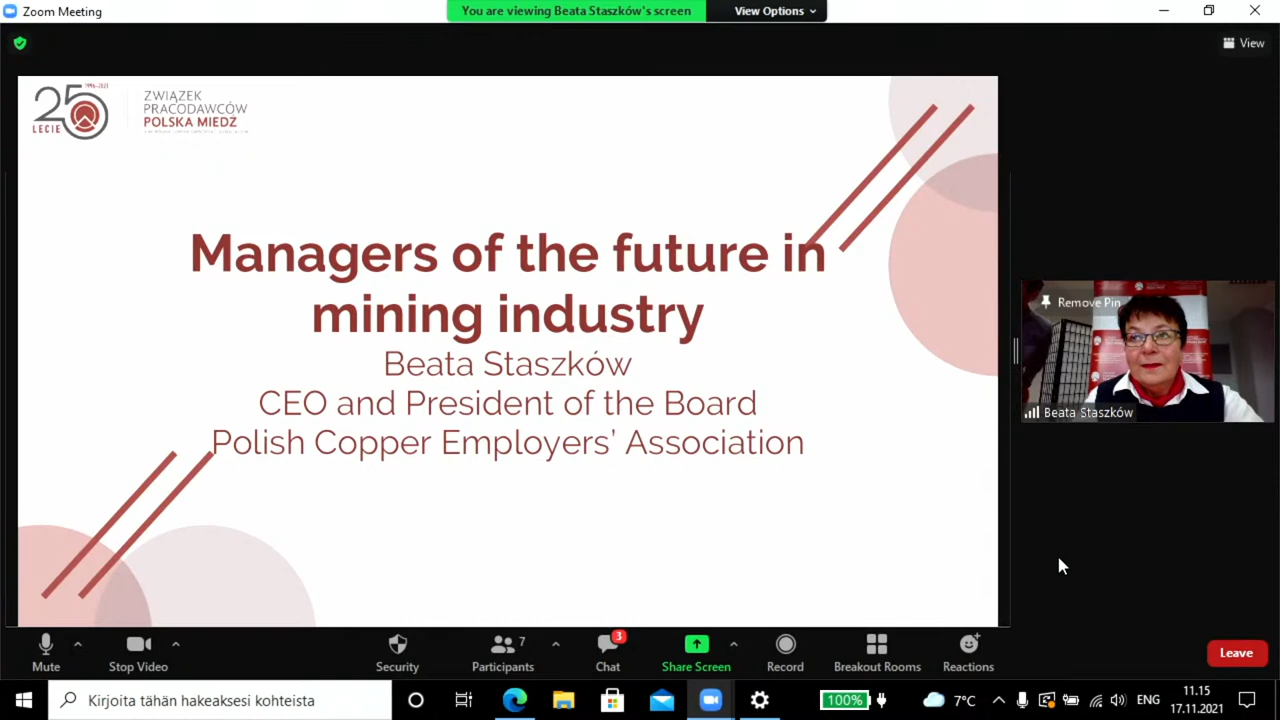 Zoom Meeting
You are viewing Beata Staszków's screen
View Options
View
1996-2021
25
LECIE
ZWIĄZEK
PRACODAWCÓW
POLSKA MIEDŹ
Managers of the future in
mining industry
Beata Staszków
CEO and President of the Board
Polish Copper Employers' Association
Remove Pin
Beata Staszków
Mute
Stop Video
Security
7
Participants
3
Chat
Share Screen
Record
Breakout Rooms
Reactions
Leave
Kirjoita tähän hakeaksesi kohteista
100%
7°C
ENG
11.15
17.11.2021